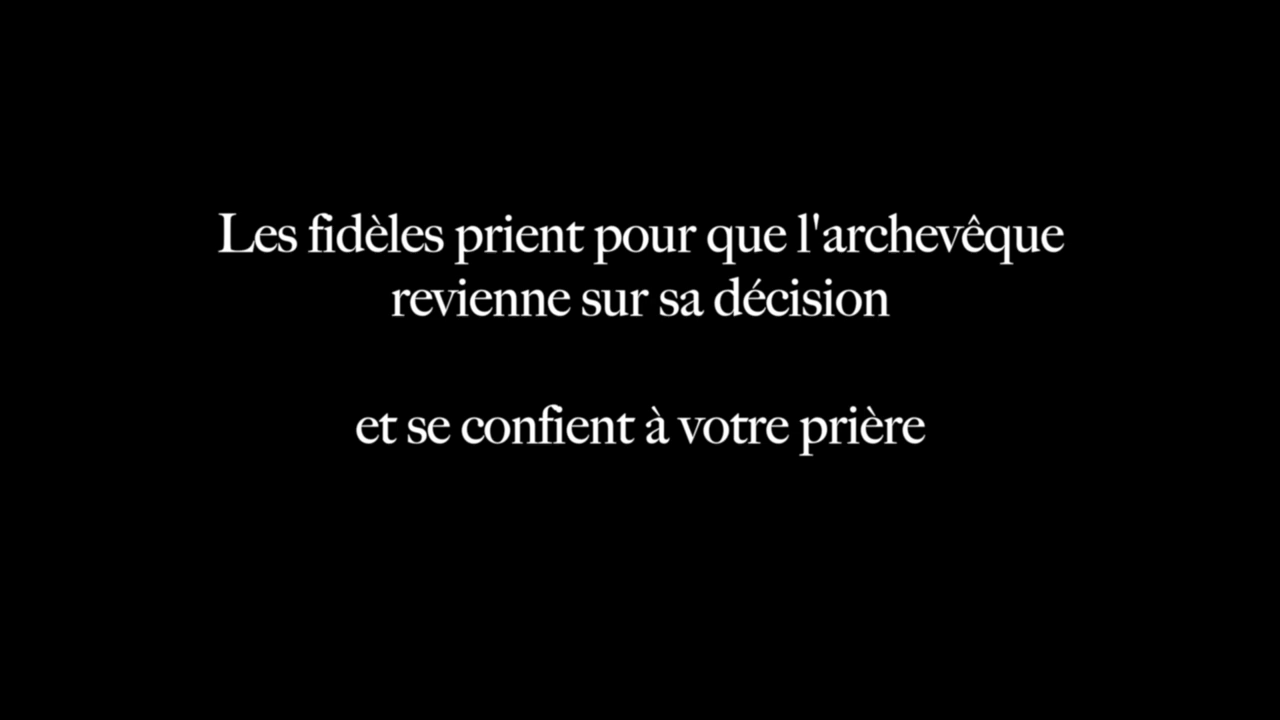 Les fidèles prient pour que l'archevêque
revienne sur sa décision
et se confient à votre prière